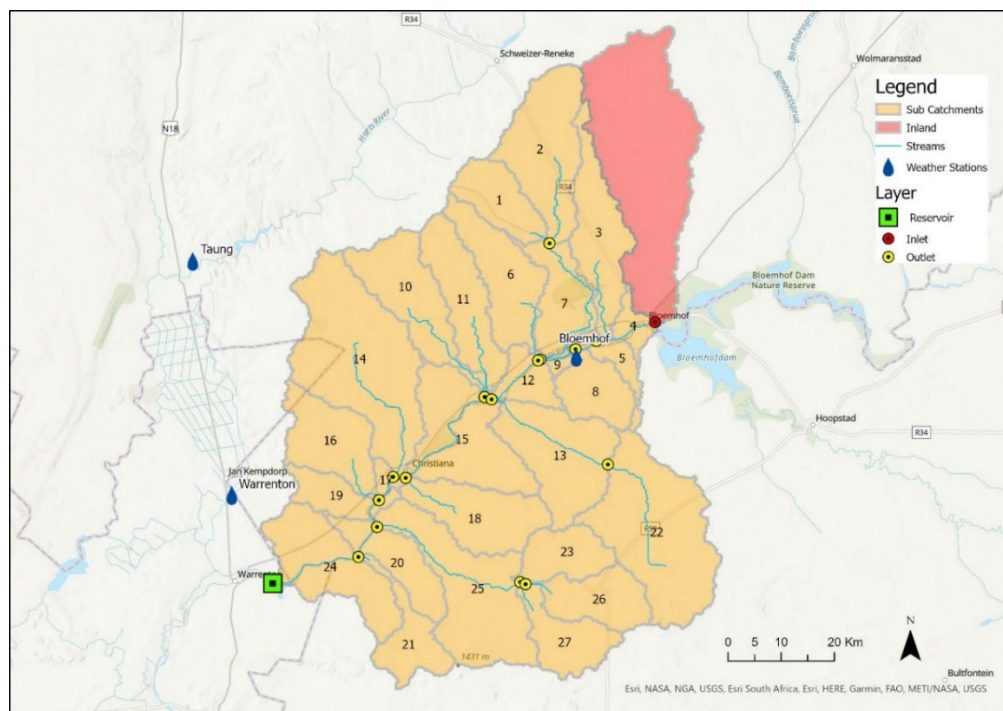 Schweizer-Reneke
R34
Wolmaransstad
Bamboesspruit
Bamboesspruit
Legend
Sub Catchments
Inland
Streams
Weather Stations
Layer
Reservoir
Inlet
Outlet
N18
Harts River
2
R34
1
3
Taung
Bloemhof Dam
Nature Reserve
10
11
6
7
4
Bloemhof
Bloemhof
Bloemhofdam
14
12
9
5
8
Hoopstad
R34
16
15
13
Christiana
Jan Kempdorp
17
Warrenton
19
18
22
23
Warrenton
24
20
25
26
21
27
1431 m
0 5 10 20 Km
N
Bultfontein
Esri, NASA, NGA, USGS, Esri South Africa, Esri, HERE, Garmin, FAO, METI/NASA, USGS